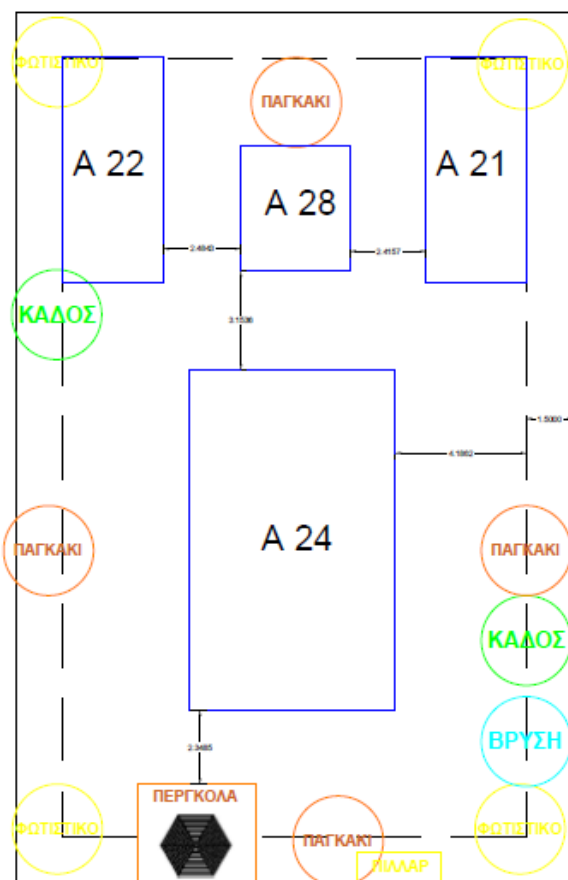 ΦΩΤΙΣΤΙΚΟ
ΦΩΤΙΣΤΙΚΟ
ΠΑΓΚΑΚΙ
Α 22
Α 28
Α 21
2.4843
2.4157
ΚΑΔΟΣ
3.1536
1.5000
4.1862
Α 24
ΠΑΓΚΑΚΙ
ΠΑΓΚΑΚΙ
ΚΑΔΟΣ
ΒΡΥΣΗ
2.3485
ΠΕΡΓΚΟΛΑ
ΦΩΤΙΣΤΙΚΟ
ΠΑΓΚΑΚΙ
ΦΩΤΙΣΤΙΚΟ
ΠΙΛΛΑΡ